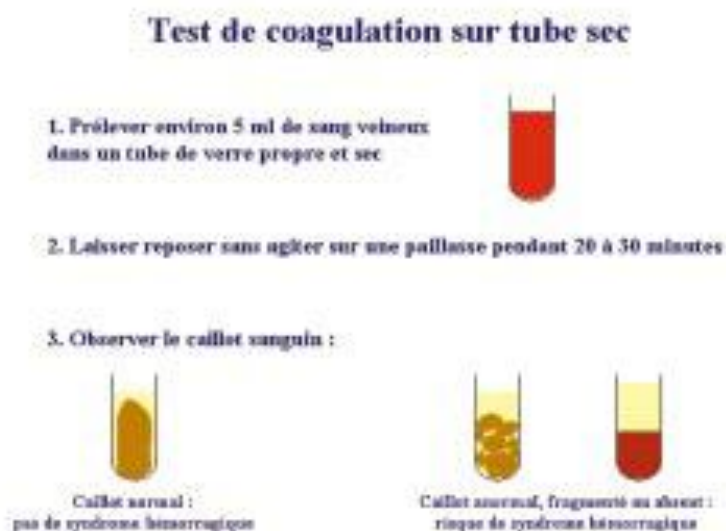 Test de coagulation sur tube sec
1. Prélever environ 5 ml de sang veineux
dans un tube de verre propre et sec
2. Laisser reposer sans agiter sur une paillasse pendant 20 à 30 minutes
3. Observer le caillot sanguin :
Caillot normal :
pas de syndrome hémorragique
Caillot anormal, fragmenté ou absent :
risque de syndrome hémorragique